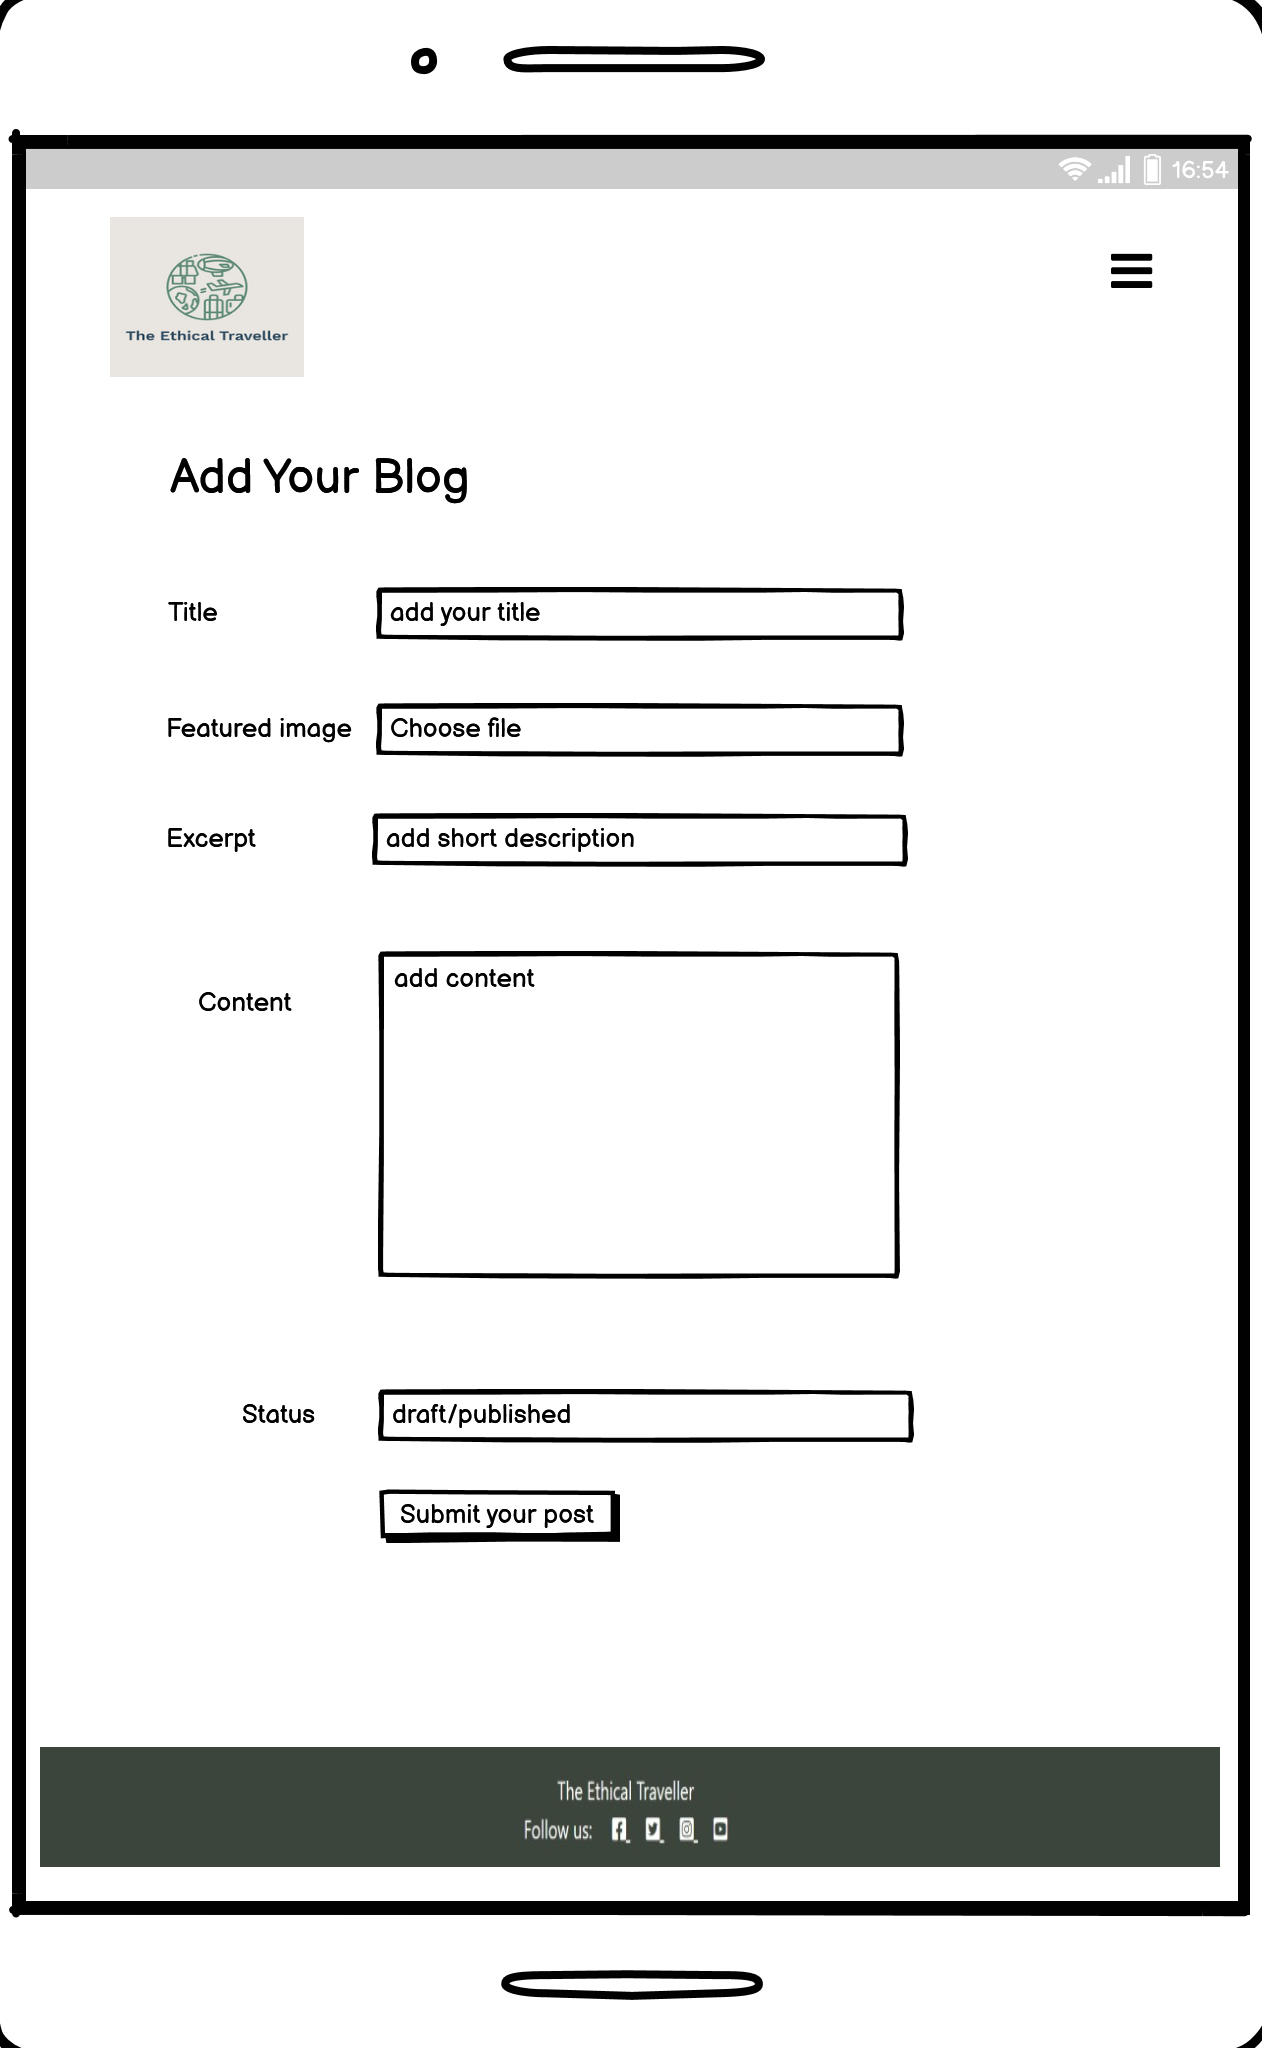 16:54
The Ethical Traveller
Add Your Blog
Title
add your title
Featured image
Choose file
Excerpt
add short description
Content
add content
Status
draft/published
Submit your post
The Ethical Traveller
Follow us: